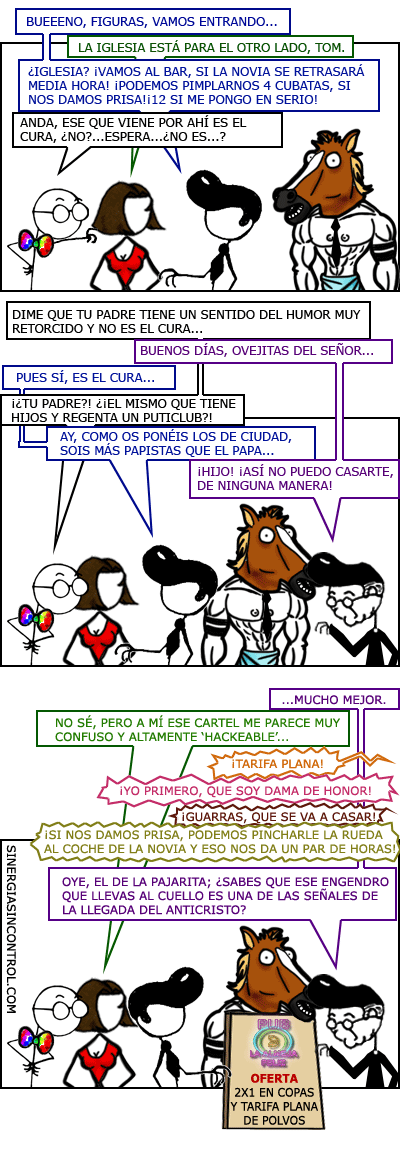 BUEEENO, FIGURAS, VAMOS ENTRANDO...
LA IGLESIA ESTÁ PARA EL OTRO LADO, TOM.
¿IGLESIA? ¡VAMOS AL BAR, SI LA NOVIA SE RETRASARÁ
MEDIA HORA! ¡PODEMOS PIMPLARNOS 4 CUBATAS, SI
NOS DAMOS PRISA!¡12 SI ME PONGO EN SERIO!
ANDA, ESE QUE VIENE POR AHÍ ES EL
CURA, ¿NO?...ESPERA...¿NO ES...?
DIME QUE TU PADRE TIENE UN SENTIDO DEL HUMOR MUY
RETORCIDO Y NO ES EL CURA...
BUENOS DÍAS, OVEJITAS DEL SEÑOR...
PUES SÍ, ES EL CURA...
¡¿TU PADRE?! ¿¡EL MISMO QUE TIENE
HIJOS Y REGENTA UN PUTICLUB?!
AY, COMO OS PONÉIS LOS DE CIUDAD,
SOIS MÁS PAPISTAS QUE EL PAPA...
¡HIJO! ¡ASÍ NO PUEDO CASARTE,
DE NINGUNA MANERA!
...MUCHO MEJOR.
NO SÉ, PERO A MÍ ESE CARTEL ME PARECE MUY
CONFUSO Y ALTAMENTE 'HACKEABLE'...
¡TARIFA PLANA!
¡YO PRIMERO, QUE SOY DAMA DE HONOR!
¡GUARRAS, QUE SE VA A CASAR!
¡SI NOS DAMOS PRISA, PODEMOS PINCHARLE LA RUEDA
AL COCHE DE LA NOVIA Y ESO NOS DA UN PAR DE HORAS!
OYE, EL DE LA PAJARITA; ¿SABES QUE ESE ENGENDRO
QUE LLEVAS AL CUELLO ES UNA DE LAS SEÑALES DE
LA LLEGADA DEL ANTICRISTO?
SINERGIASINCONTROL.COM
PUB
OFERTA
2X1 EN COPAS
Y TARIFA PLANA
DE POLVOS